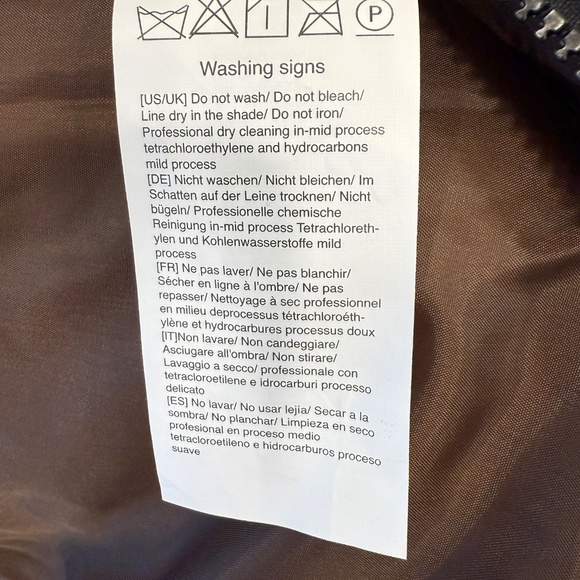 P
Washing signs
[US/UK] Do not wash/ Do not bleach/
Line dry in the shade/ Do not iron/
Professional dry cleaning in-mid process
tetrachloroethylene and hydrocarbons
mild process
[DE] Nicht waschen/ Nicht bleichen/ Im
Schatten auf der Leine trocknen/ Nicht
bügeln/ Professionelle chemische
Reinigung in-mid process Tetrachloreth-
ylen und Kohlenwasserstoffe mild
process
[FR] Ne pas laver/ Ne pas blanchir/
Sécher en ligne à l'ombre/ Ne pas
repasser/ Nettoyage à sec professionnel
en milieu deprocessus tétrachloroéth-
ylène et hydrocarbures processus doux
[IT]Non lavare/ Non candeggiare/
Asciugare all'ombra/ Non stirare/
Lavaggio a secco/ professionale con
tetracloroetilene e idrocarburi processo
delicato
[ES] No lavar/ No usar lejía/ Secar a la
sombra/ No planchar/ Limpieza en seco
profesional en proceso medio
tetracloroetileno e hidrocarburos proceso
suave